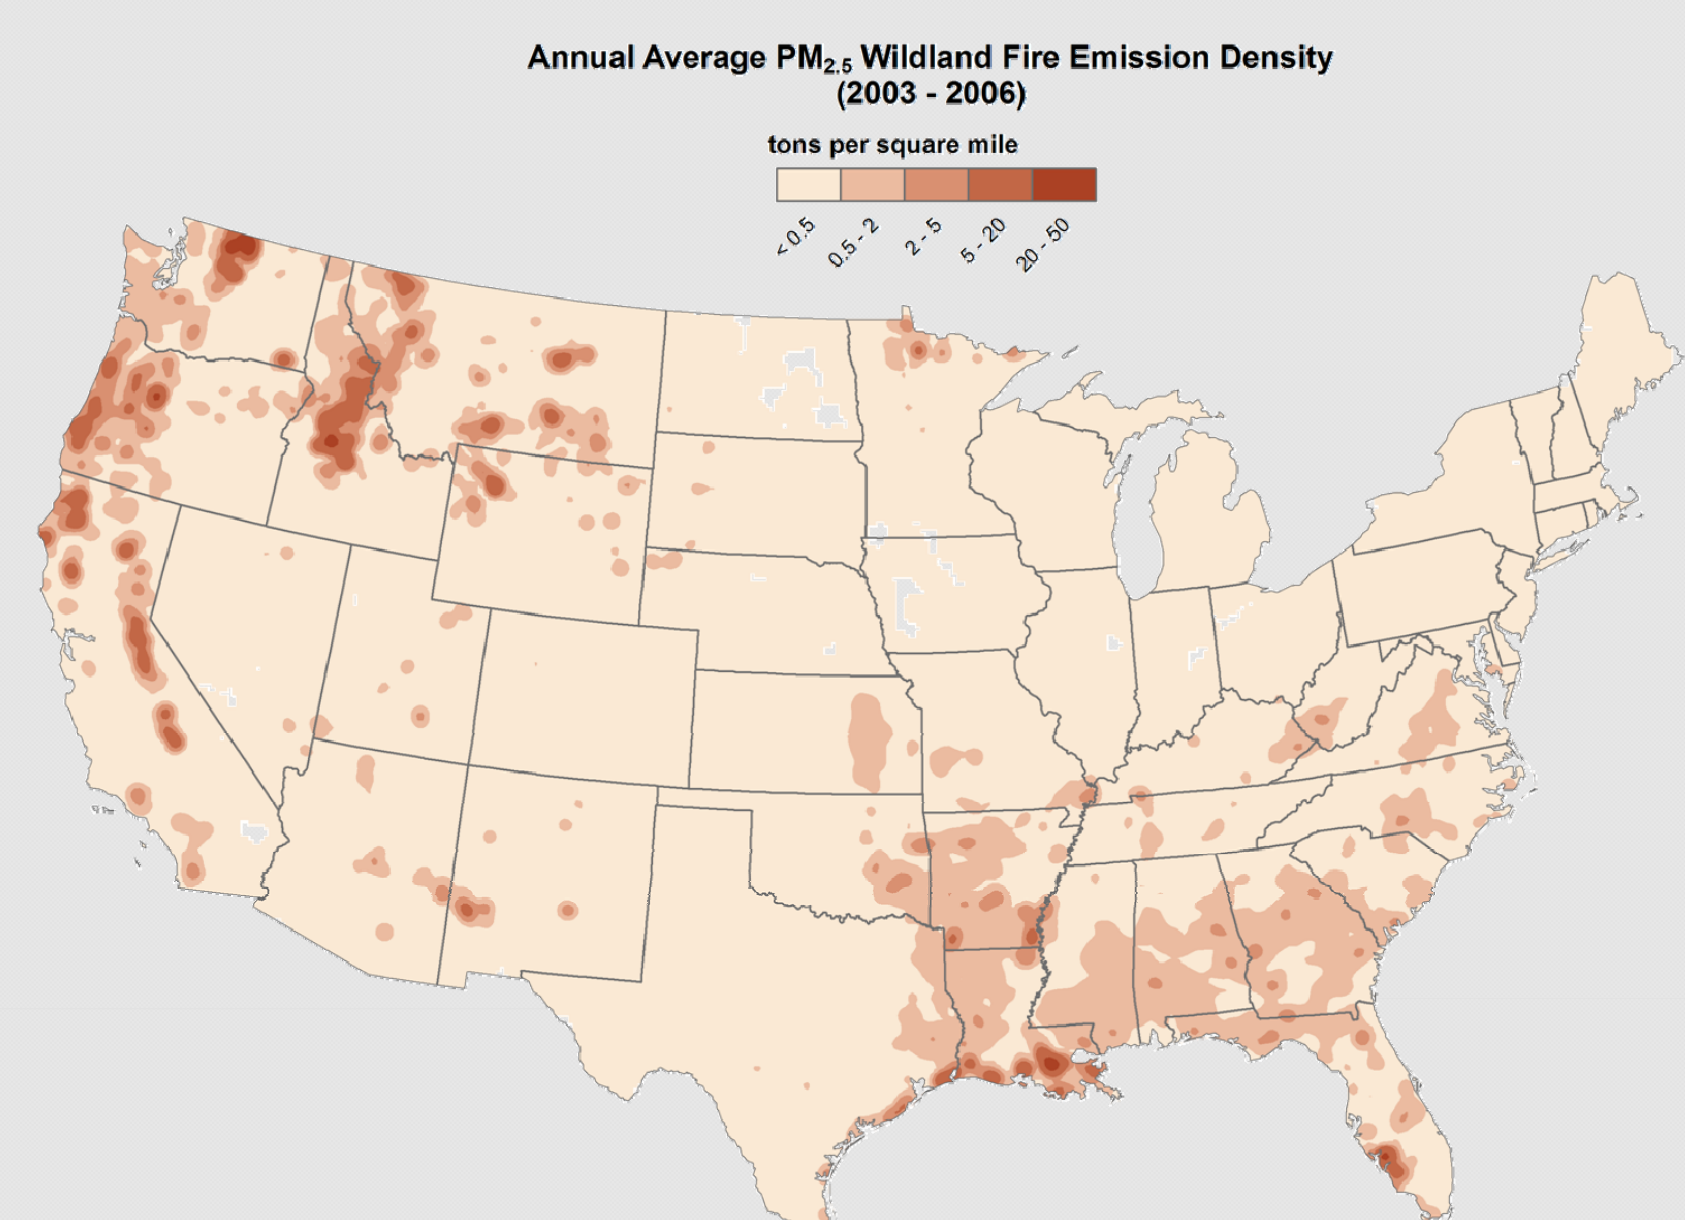 Annual Average PM2.5 Wildland Fire Emission Density
(2003 - 2006)
tons per square mile
< 0.5
0.5 - 2
2 - 5
5 - 20
20 - 50